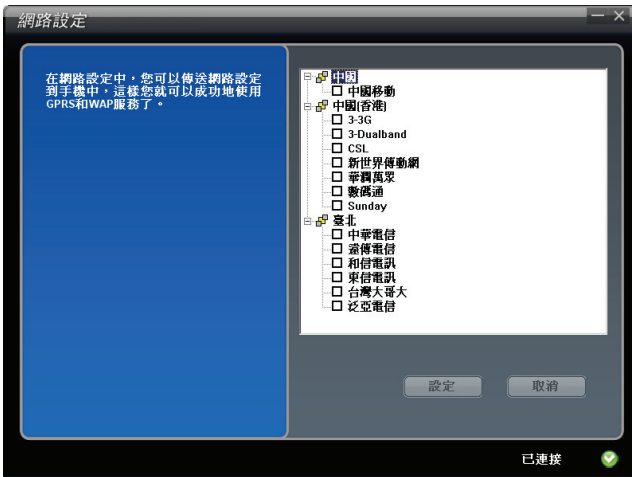 網路設定
在網路設定中，您可以傳送網路設定
到手機中，這樣您就可以成功地使用
GPRS和WAP服務了。
中國
中國移動
中國(香港)
3-3G
3-Dualband
CSL
新世界傳動網
華潤萬眾
數碼通
Sunday
臺北
中華電信
遠傳電信
和信電訊
東信電訊
台灣大哥大
泛亞電信
設定
取消
已連接